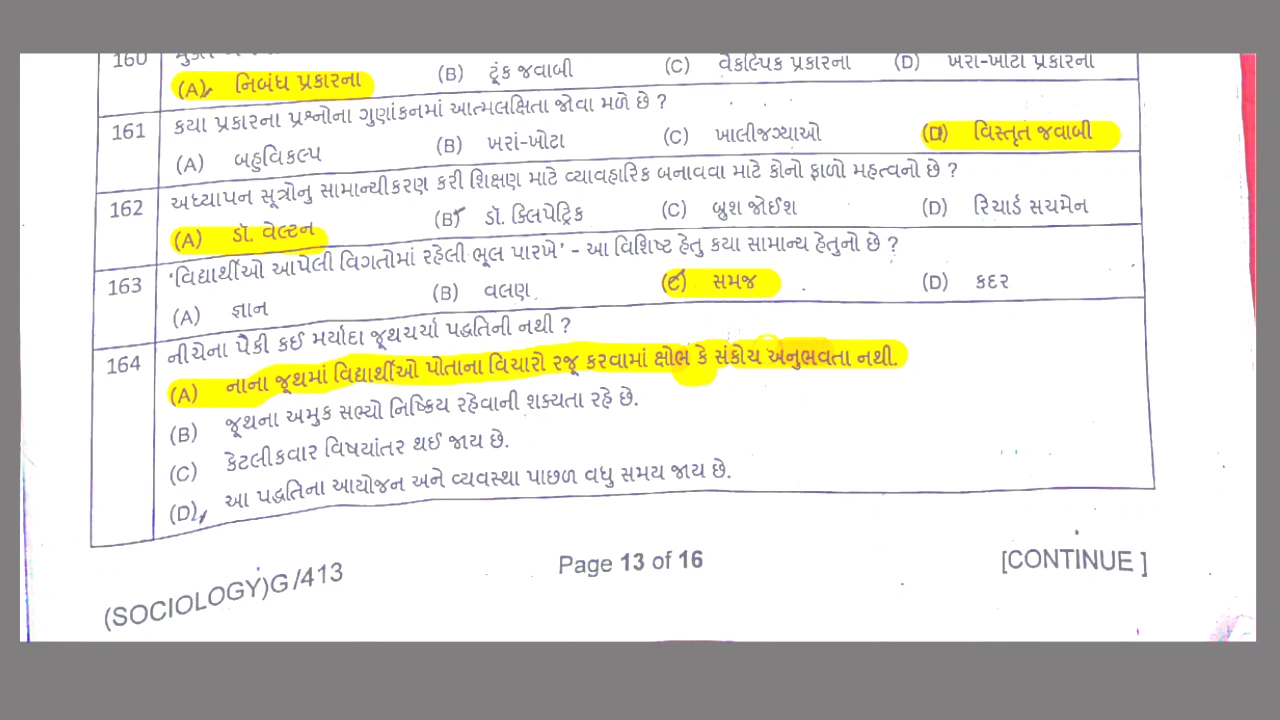 160
(A) નિબંધ પ્રકારના (B) ટૂંક જવાબી (C) વૈકલ્પિક પ્રકારના (D) ખરા-ખોટા પ્રકારના
161 કયા પ્રકારના પ્રશ્નોના ગુણાંકનમાં આત્મલક્ષિતા જોવા મળે છે ?
(A) બહુવિકલ્પ (B) ખરાં-ખોટા (C) ખાલીજગ્યાઓ (D) વિસ્તૃત જવાબી
162 અધ્યાપન સૂત્રોનુ સામાન્યીકરણ કરી શિક્ષણ માટે વ્યાવહારિક બનાવવા માટે કોનો ફાળો મહત્વનો છે ?
(A) ડૉ. વેલ્ટન (B) ડૉ. ક્લિપેટ્રિક (C) બ્રુશ જોઈશ (D) રિચાર્ડ સચમેન
163 'વિદ્યાર્થીઓ આપેલી વિગતોમાં રહેલી ભૂલ પારખે' - આ વિશિષ્ટ હેતુ કયા સામાન્ય હેતુનો છે ?
(A) જ્ઞાન (B) વલણ (C) સમજ (D) કદર
164 નીચેના પૈકી કઈ મર્યાદા જૂથચર્ચા પદ્ધતિની નથી ?
(A) નાના જૂથમાં વિદ્યાર્થીઓ પોતાના વિચારો રજૂ કરવામાં ક્ષોભ કે સંકોચ અનુભવતા નથી.
(B) જૂથના અમુક સભ્યો નિષ્ક્રિય રહેવાની શક્યતા રહે છે.
(C) કેટલીકવાર વિષયાંતર થઈ જાય છે.
(D) આ પદ્ધતિના આયોજન અને વ્યવસ્થા પાછળ વધુ સમય જાય છે.
(SOCIOLOGY)G/413 Page 13 of 16 [CONTINUE ]